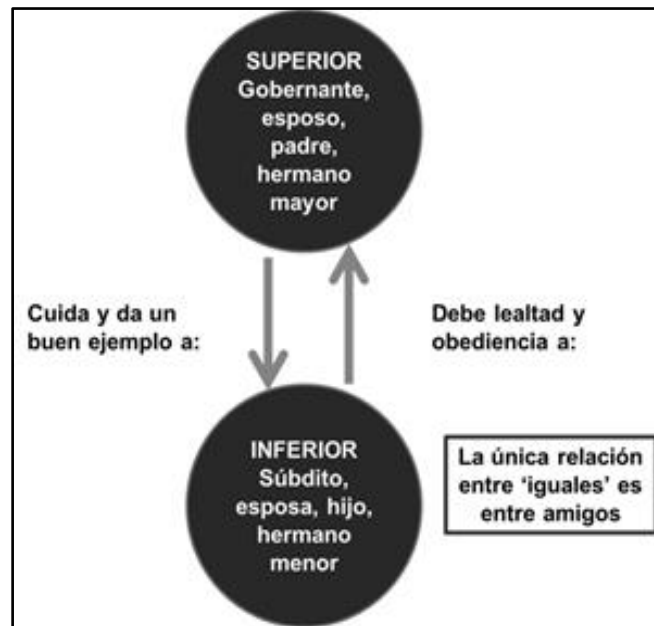 SUPERIOR
Gobernante,
esposo,
padre,
hermano
mayor
Cuida y da un
buen ejemplo a:
Debe lealtad y
obediencia a:
INFERIOR
Súbdito,
esposa, hijo,
hermano
menor
La única relación
entre ‘iguales’ es
entre amigos